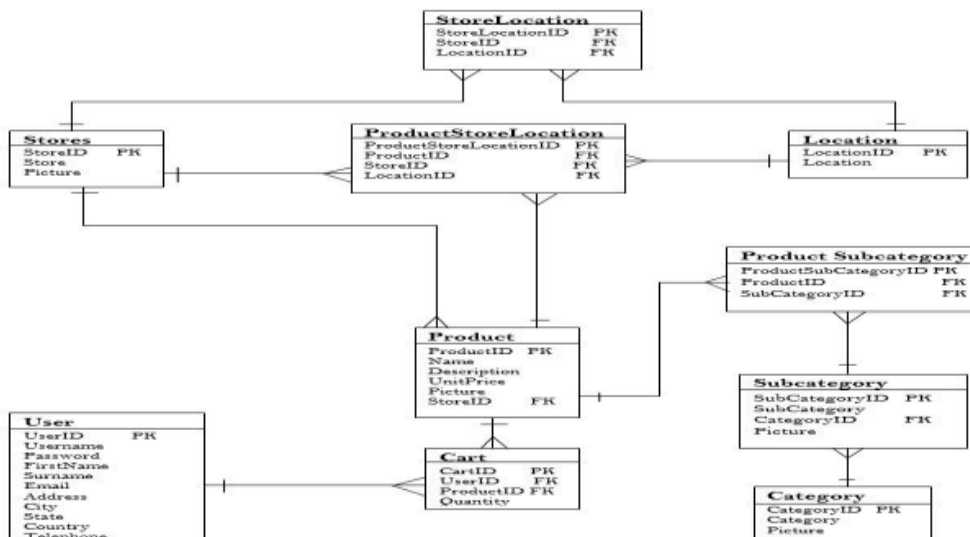 StoreLocation
StoreLocationID PK
StoreID FK
LocationID FK
Stores
StoreID PK
Store
Picture
ProductStoreLocation
ProductStoreLocationID PK
ProductID FK
StoreID FK
LocationID FK
Location
LocationID PK
Location
Product Subcategory
ProductSubCategoryID PK
ProductID FK
SubCategoryID FK
Product
ProductID PK
Name
Description
UnitPrice
Picture
StoreID FK
Subcategory
SubCategoryID PK
SubCategory
CategoryID FK
Picture
User
UserID PK
Username
Password
FirstName
Surname
Email
Address
City
State
Country
Telephone
Cart
CartID PK
UserID FK
ProductID FK
Quantity
Category
CategoryID PK
Category
Picture